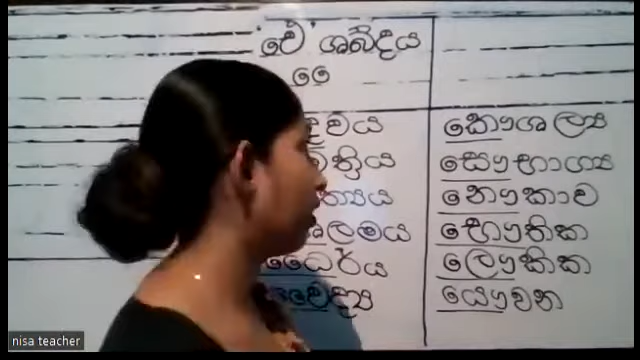 'ඓ' ශබ්දය
ෛ
කෞශල්‍ය
සෞභාග්‍ය
නෞකාව
භෞතික
ධෛර්ය ලෞකික
වෛද්‍ය යෞවන
nisa teacher